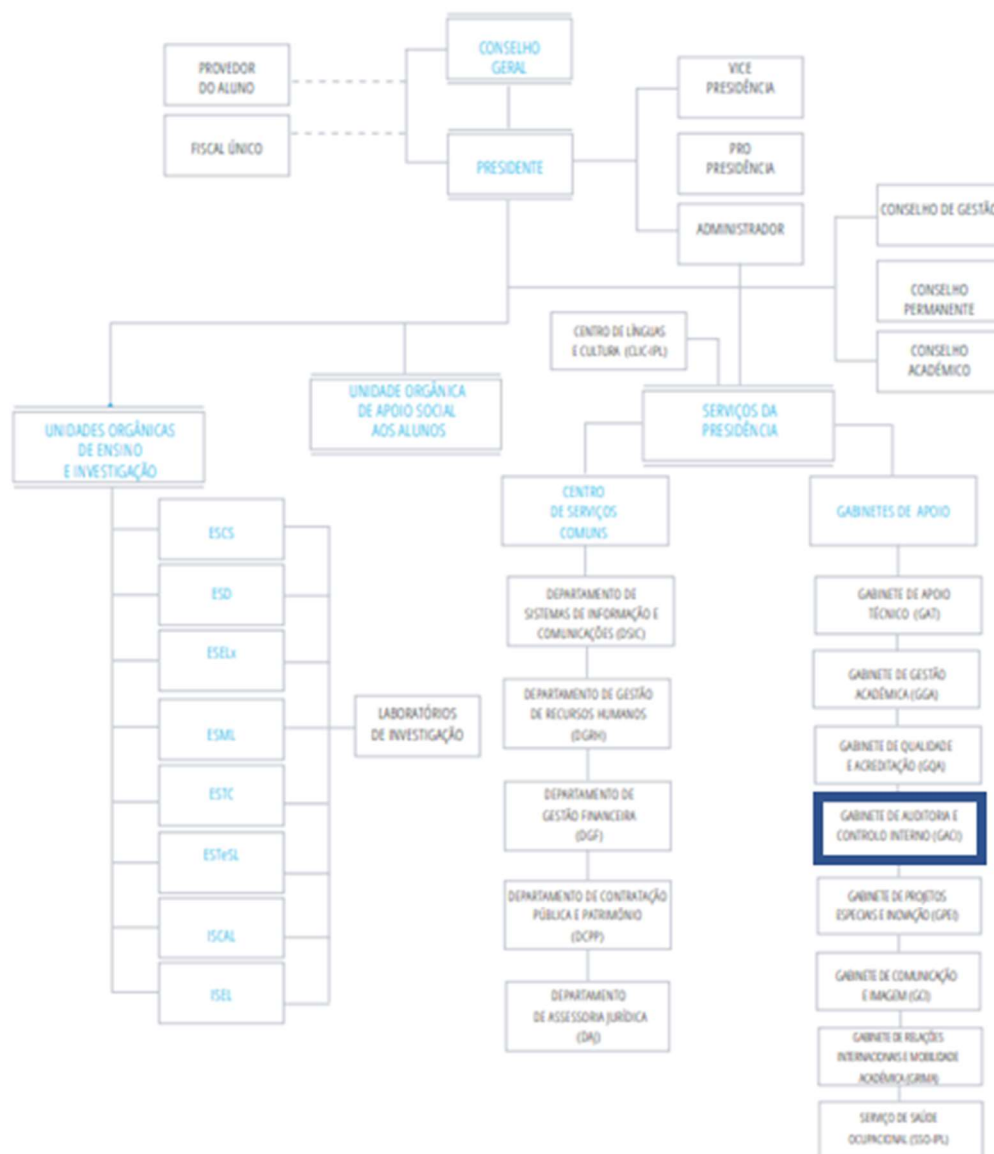 CONSELHO
GERAL
PROVEDOR
DO ALUNO
FISCAL ÚNICO
PRESIDENTE
VICE
PRESIDÊNCIA
PRO
PRESIDÊNCIA
ADMINISTRADOR
CONSELHO DE GESTÃO
CONSELHO
PERMANENTE
CONSELHO
ACADÉMICO
CENTRO DE LÍNGUAS
E CULTURA (CLIC-IPL)
UNIDADES ORGÂNICAS
DE ENSINO
E INVESTIGAÇÃO
UNIDADE ORGÂNICA
DE APOIO SOCIAL
AOS ALUNOS
SERVIÇOS DA
PRESIDÊNCIA
ESCS
ESD
ESELx
ESML
ESTC
ESTeSL
ISCAL
ISEL
LABORATÓRIOS
DE INVESTIGAÇÃO
CENTRO
DE SERVIÇOS
COMUNS
DEPARTAMENTO DE
SISTEMAS DE INFORMAÇÃO E
COMUNICAÇÕES (DSIC)
DEPARTAMENTO DE GESTÃO
DE RECURSOS HUMANOS
(DGRH)
DEPARTAMENTO DE
GESTÃO FINANCEIRA
(DGF)
DEPARTAMENTO DE CONTRATAÇÃO
PÚBLICA E PATRIMÓNIO
(DCPP)
DEPARTAMENTO
DE ASSESSORIA JURÍDICA
(DAJ)
GABINETES DE APOIO
GABINETE DE APOIO
TÉCNICO (GAT)
GABINETE DE GESTÃO
ACADÉMICA (GGA)
GABINETE DE QUALIDADE
E ACREDITAÇÃO (GQA)
GABINETE DE AUDITORIA E
CONTROLO INTERNO (GACI)
GABINETE DE PROJETOS
ESPECIAIS E INOVAÇÃO (GPEI)
GABINETE DE COMUNICAÇÃO
E IMAGEM (GCI)
GABINETE DE RELAÇÕES
INTERNACIONAIS E MOBILIDADE
ACADÉMICA (GRIMA)
SERVIÇO DE SAÚDE
OCUPACIONAL (SSO-IPL)